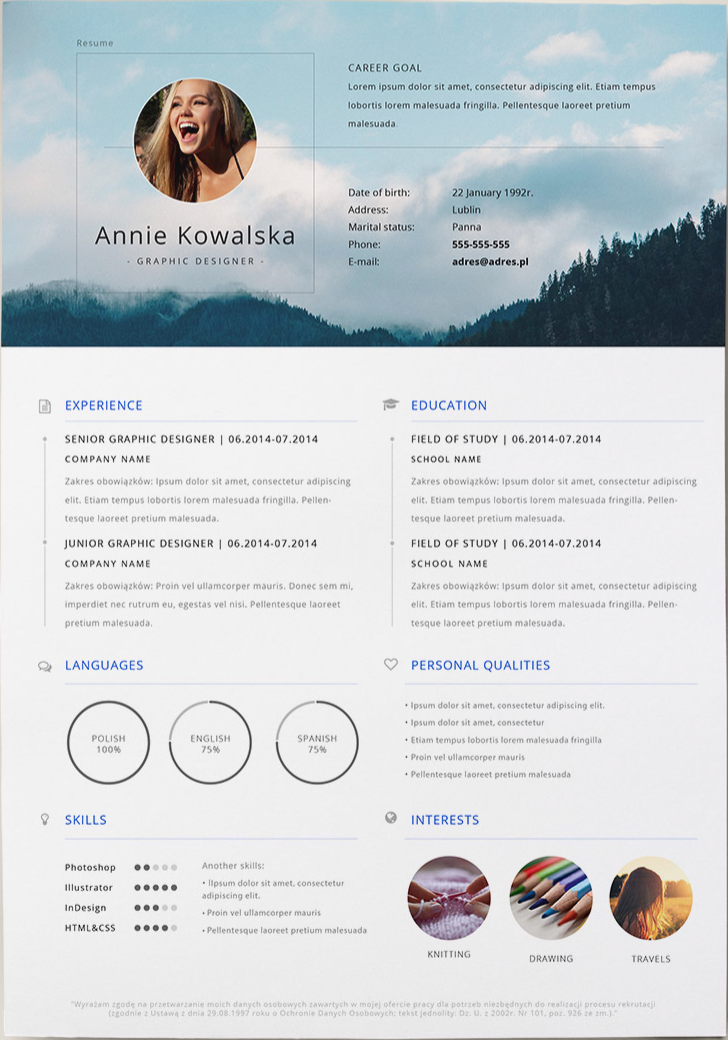 Resume
Annie Kowalska
- GRAPHIC DESIGNER -
CAREER GOAL
Lorem ipsum dolor sit amet, consectetur adipiscing elit. Etiam tempus
lobortis lorem malesuada fringilla. Pellentesque laoreet pretium
malesuada.
Date of birth: 22 January 1992r.
Address: Lublin
Marital status: Panna
Phone: 555-555-555
E-mail: adres@adres.pl
EXPERIENCE
SENIOR GRAPHIC DESIGNER | 06.2014-07.2014
COMPANY NAME
Zakres obowiązków: Ipsum dolor sit amet, consectetur adipiscing
elit. Etiam tempus lobortis lorem malesuada fringilla. Pellen-
tesque laoreet pretium malesuada.
JUNIOR GRAPHIC DESIGNER | 06.2014-07.2014
COMPANY NAME
Zakres obowiązków: Proin vel ullamcorper mauris. Donec sem mi,
imperdiet nec rutrum eu, egestas vel nisi. Pellentesque laoreet
pretium malesuada.
EDUCATION
FIELD OF STUDY | 06.2014-07.2014
SCHOOL NAME
Zakres obowiązków: Ipsum dolor sit amet, consectetur adipiscing
elit. Etiam tempus lobortis lorem malesuada fringilla. Pellen-
tesque laoreet pretium malesuada.
FIELD OF STUDY | 06.2014-07.2014
SCHOOL NAME
Zakres obowiązków: Ipsum dolor sit amet, consectetur adipiscing
elit. Etiam tempus lobortis lorem malesuada fringilla. Pellen-
tesque laoreet pretium malesuada.
LANGUAGES
POLISH
100%
ENGLISH
75%
SPANISH
75%
PERSONAL QUALITIES
• Ipsum dolor sit amet, consectetur adipiscing elit.
• Ipsum dolor sit amet, consectetur
• Etiam tempus lobortis lorem malesuada fringilla
• Proin vel ullamcorper mauris
• Pellentesque laoreet pretium malesuada
SKILLS
Photoshop
Illustrator
InDesign
HTML&CSS
Another skills:
• IIpsum dolor sit amet, consectetur
adipiscing elit.
• Proin vel ullamcorper mauris
• Pellentesque laoreet pretium malesuada
INTERESTS
KNITTING
DRAWING
TRAVELS
"Wyrażam zgodę na przetwarzanie moich danych osobowych zawartych w mojej ofercie pracy dla potrzeb niezbędnych do realizacji procesu rekrutacji
(zgodnie z Ustawą z dnia 29.08.1997 roku o Ochronie Danych Osobowych; tekst jednolity: Dz. U. z 2002r. Nr 101, poz. 926 ze zm.)."